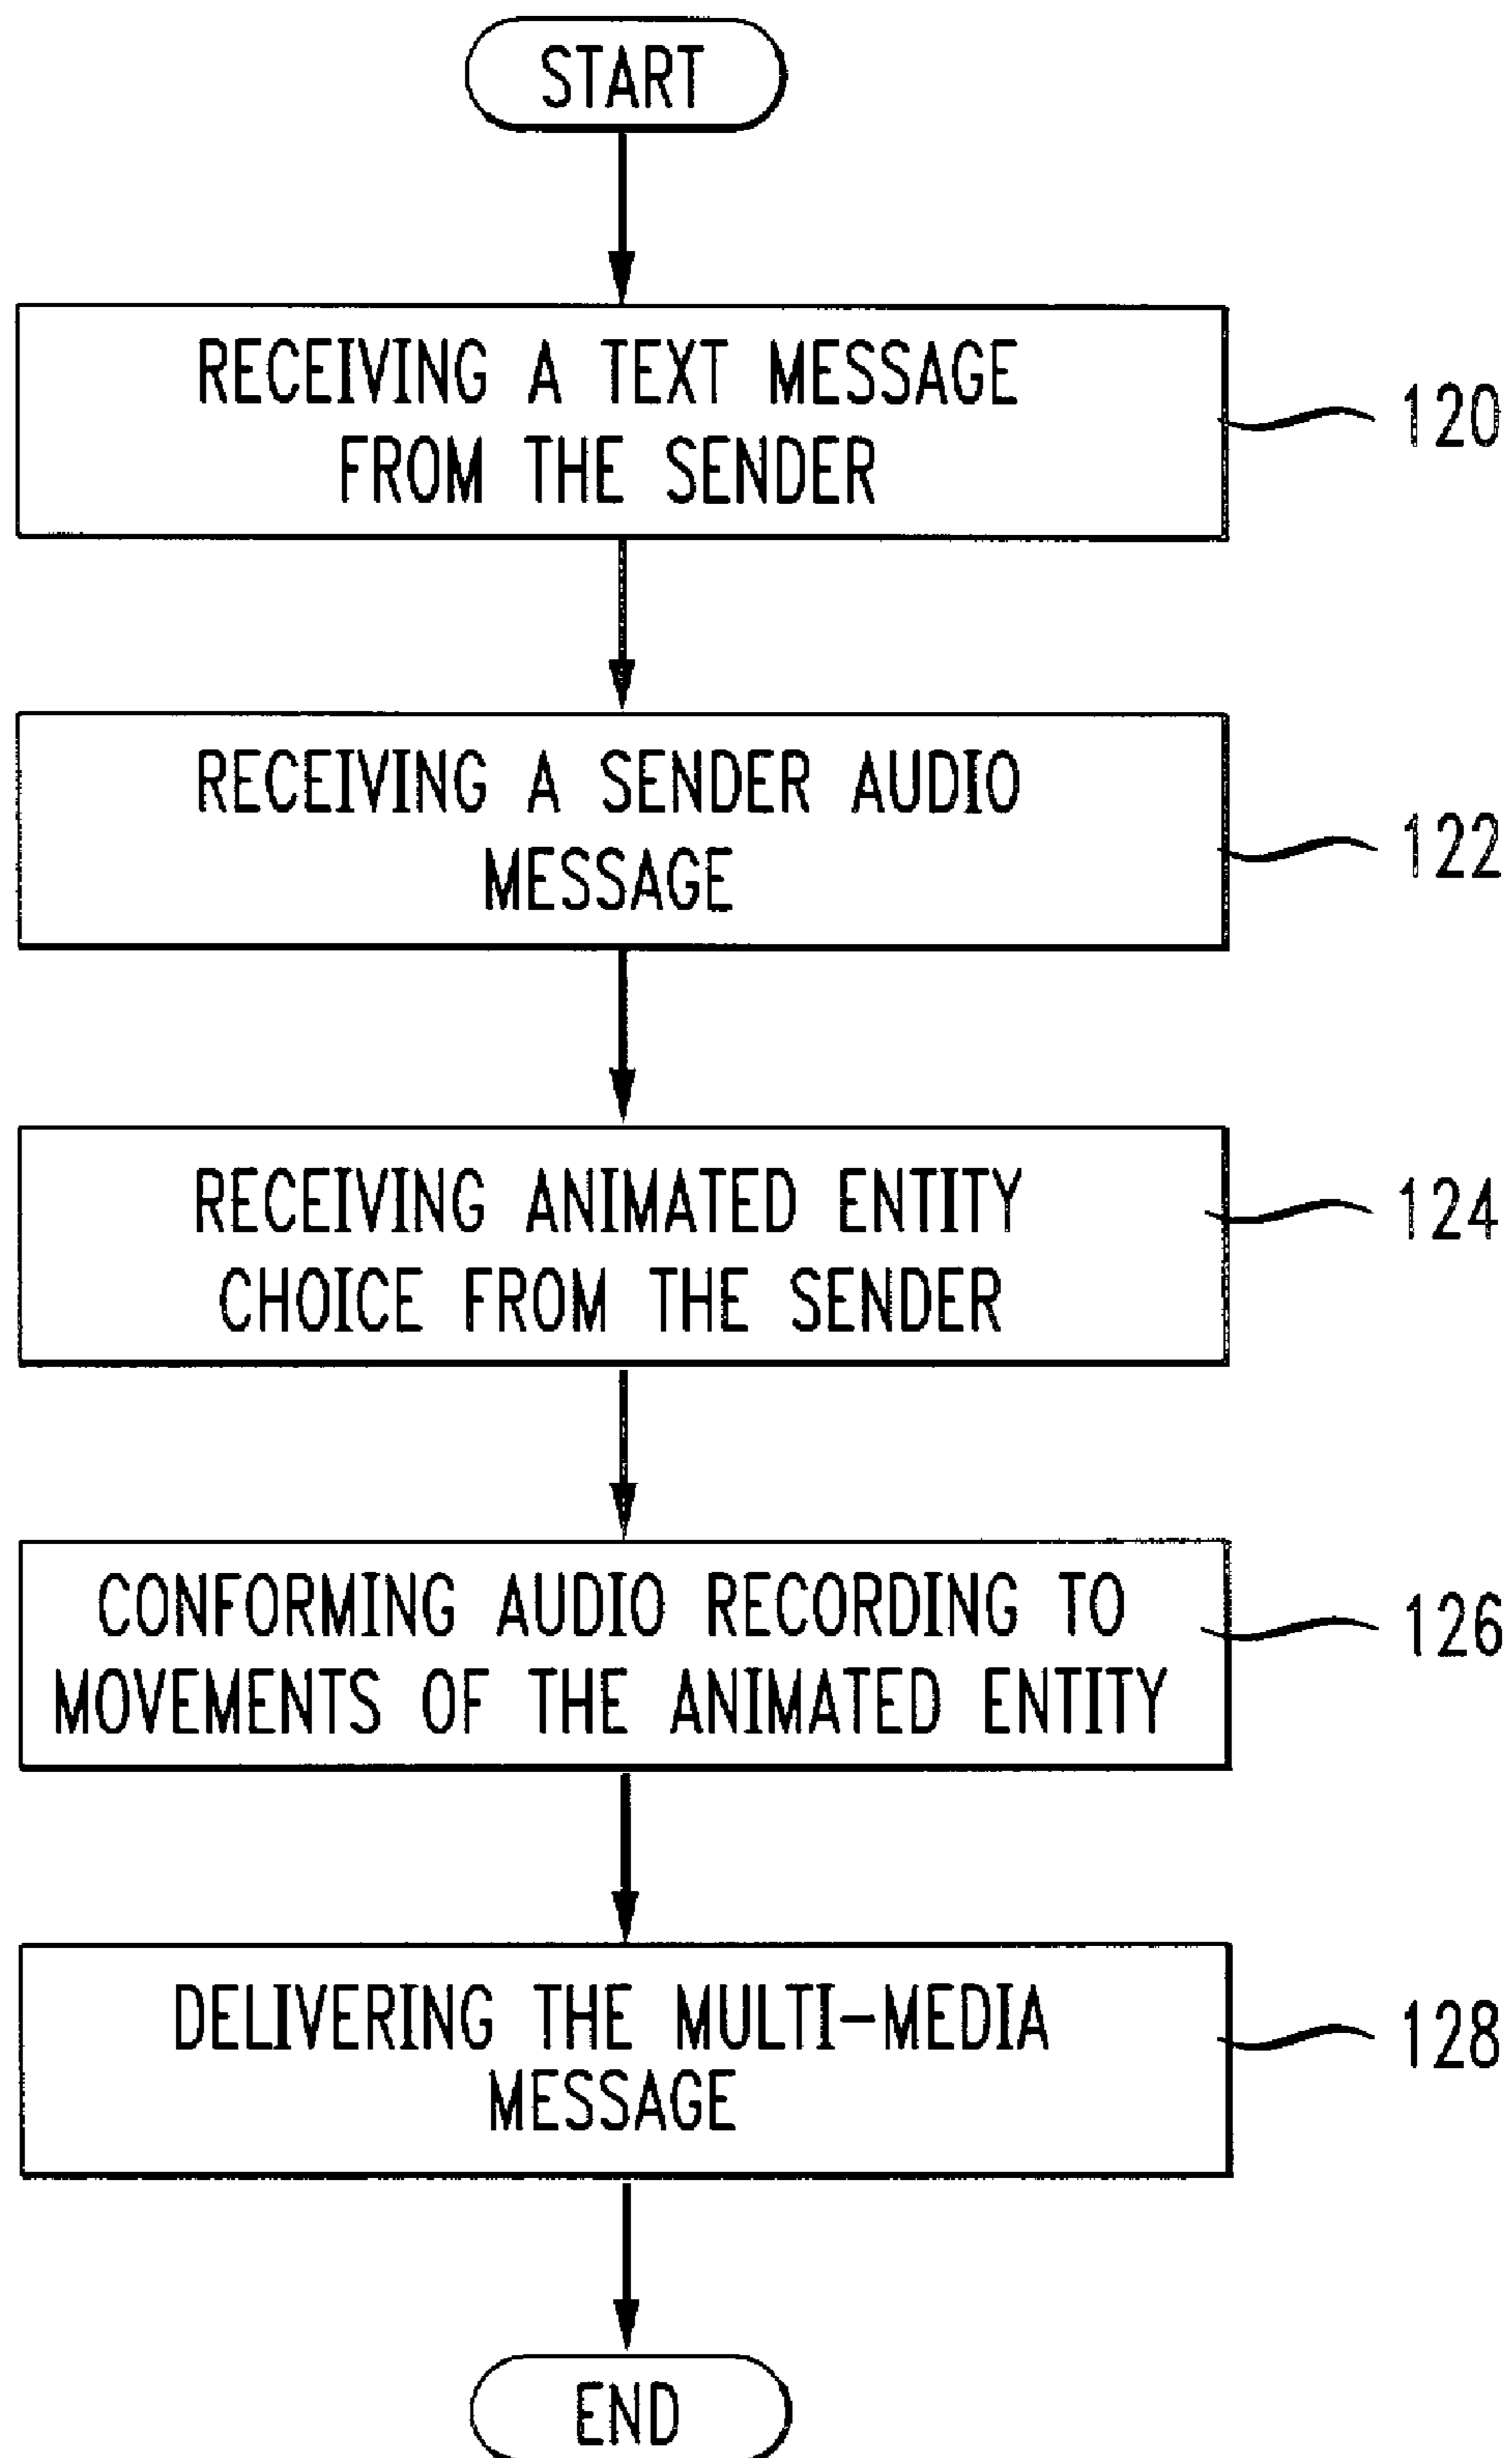 START
RECEIVING A TEXT MESSAGE
FROM THE SENDER
120
RECEIVING A SENDER AUDIO
MESSAGE
122
RECEIVING ANIMATED ENTITY
CHOICE FROM THE SENDER
124
CONFORMING AUDIO RECORDING TO
MOVEMENTS OF THE ANIMATED ENTITY
126
DELIVERING THE MULTI-MEDIA
MESSAGE
128
END